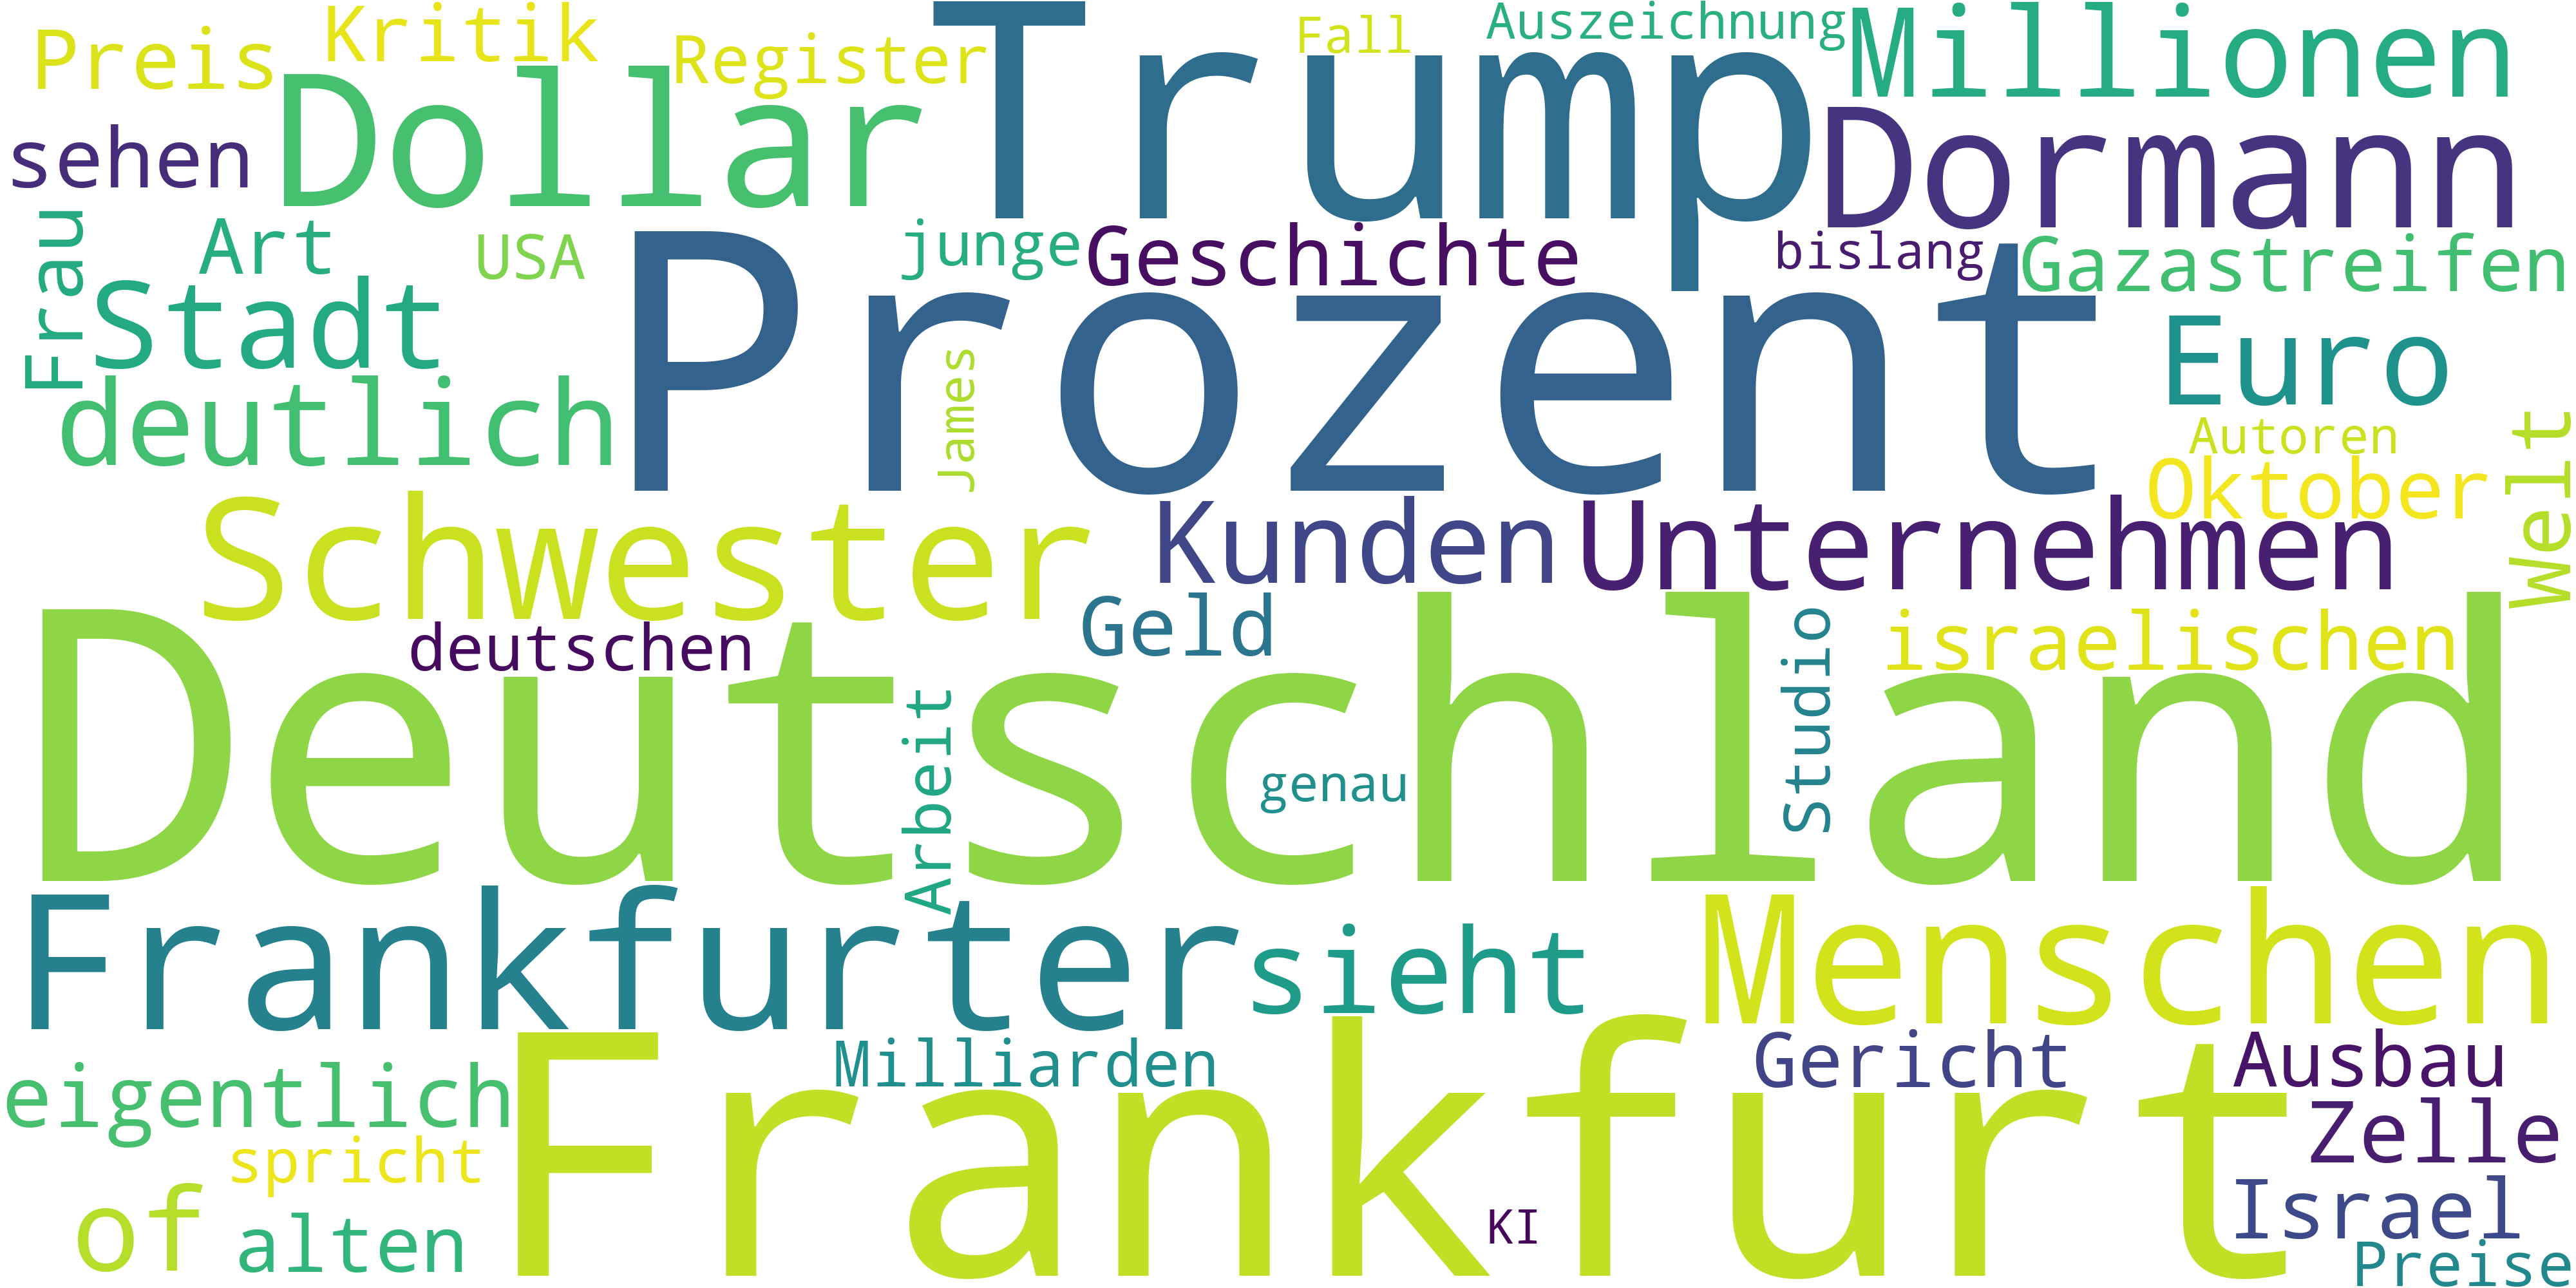 Preis
Kritik
Register
Trump
Fall
Auszeichnung
Millionen
Dollar
Dormann
sehen
Frau
Art
USA
junge
Geschichte
bislang
Gazastreifen
Stadt
Prozent
Euro
deutlich
James
Autoren
Oktober
Welt
Schwester
Kunden
Unternehmen
deutschen
Geld
Studio
israelischen
Deutschland
Arbeit
genau
Frankfurter
sieht
Menschen
eigentlich
Milliarden
Gericht
Ausbau
Frankfurt
Zelle
spricht
of
alten
KI
Israel
Preise